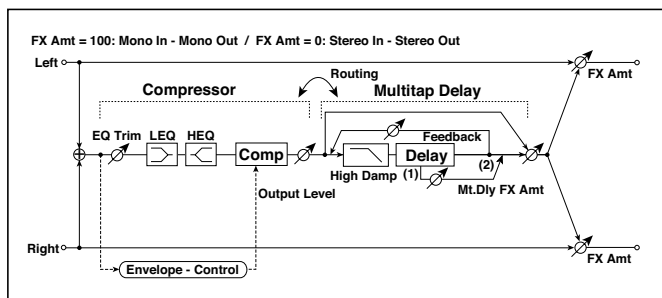 FX Amt = 100: Mono In - Mono Out / FX Amt = 0: Stereo In - Stereo Out
Left
FX Amt
Routing
Compressor
Multitap Delay
EQ Trim
LEQ
HEQ
Feedback
Comp
Delay
(1)
(2)
High Damp
Mt.Dly FX Amt
Output Level
Right
Envelope - Control
FX Amt